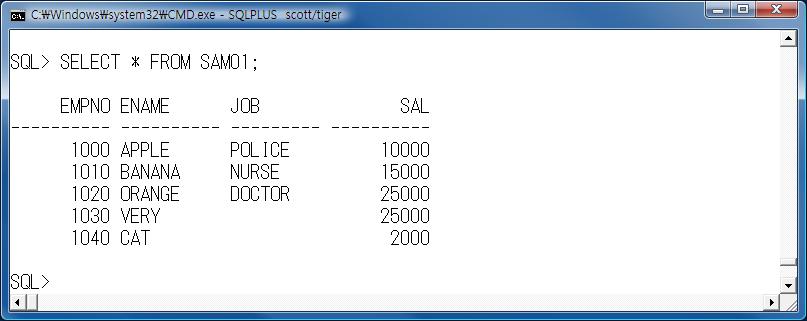 C:₩Windows₩system32₩CMD.exe - SQLPLUS  scott/tiger
SQL> SELECT * FROM SAM01;
     EMPNO ENAME      JOB              SAL
---------- ---------- --------- ----------
      1000 APPLE      POLICE         10000
      1010 BANANA     NURSE          15000
      1020 ORANGE     DOCTOR         25000
      1030 VERY                      25000
      1040 CAT                        2000
SQL>